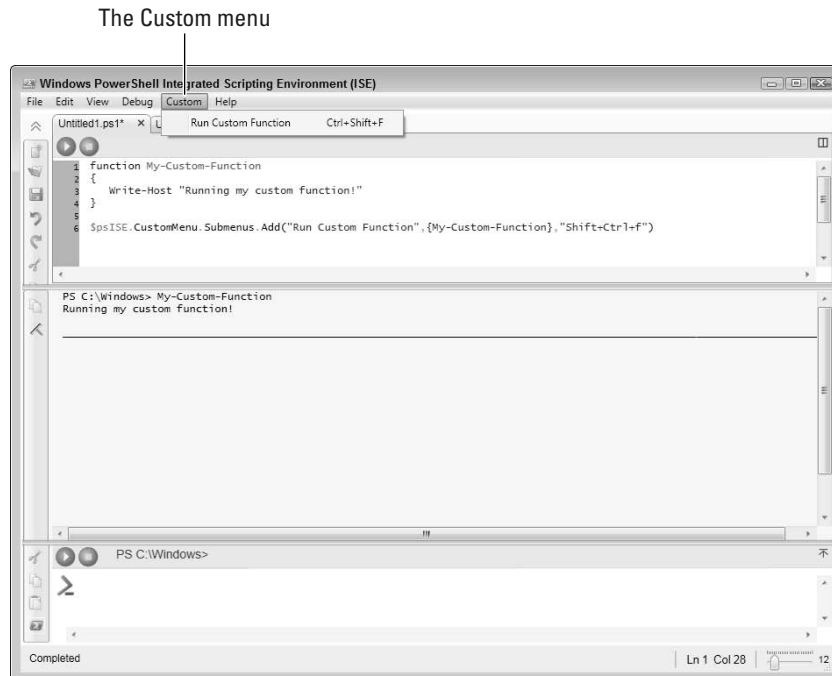 The Custom menu
Windows PowerShell Integrated Scripting Environment (ISE)
File Edit View Debug Custom Help
Untitled1.ps1* X
Run Custom Function Ctrl+Shift+F
1 function My-Custom-Function
2 {
3 Write-Host "Running my custom function!"
4 }
5
6 $psISE.CustomMenu.Submenus.Add("Run Custom Function",{My-Custom-Function},"Shift+Ctrl+f")
PS C:\Windows> My-Custom-Function
Running my custom function!
PS C:\Windows>
Completed
Ln 1 Col 28
12